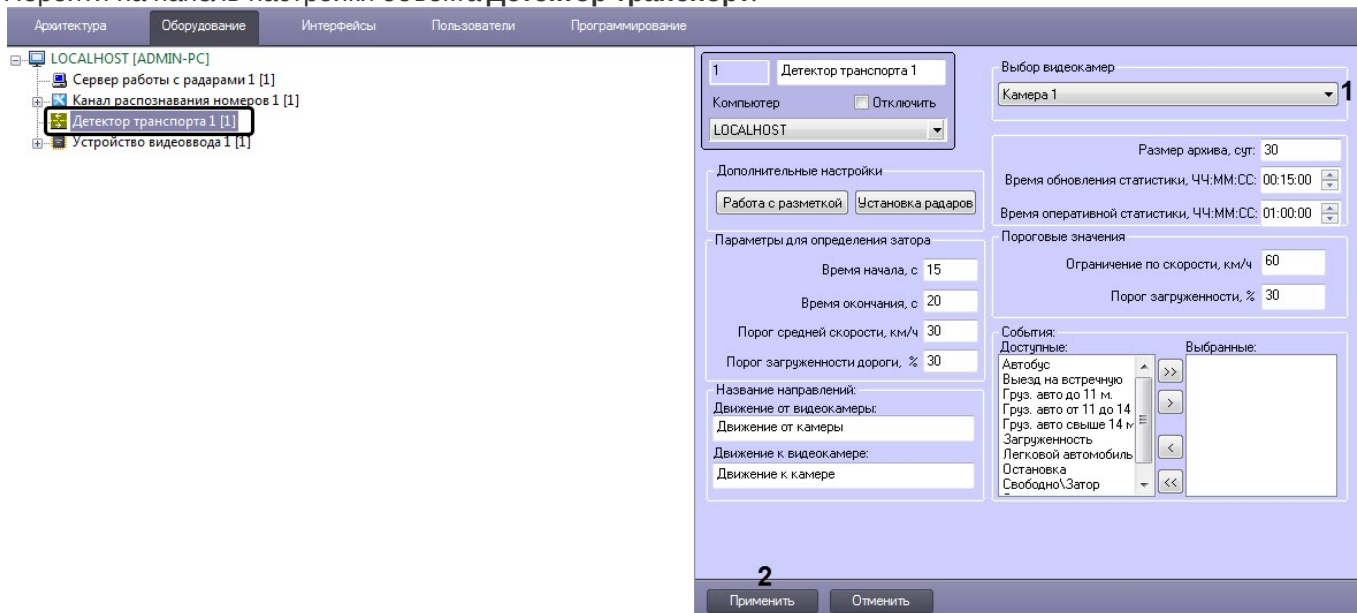 Перейти на панель настройки объекта Детектор транспорта
Архитектура Оборудование Интерфейсы Пользователи Программирование
LOCALHOST [ADMIN-PC]
Сервер работы с радарами 1 [1]
Канал распознавания номеров 1 [1]
Детектор транспорта 1 [1]
Устройство видеоввода 1 [1]
1 Детектор транспорта 1
Компьютер Отключить
LOCALHOST
Выбор видеокамер
Камера 1
1
Дополнительные настройки
Работа с разметкой Установка радаров
Размер архива, сут: 30
Время обновления статистики, ЧЧ:ММ:СС: 00:15:00
Время оперативной статистики, ЧЧ:ММ:СС: 01:00:00
Параметры для определения затора
Время начала, с 15
Время окончания, с 20
Порог средней скорости, км/ч 30
Порог загруженности дороги, % 30
Пороговые значения
Ограничение по скорости, км/ч 60
Порог загруженности, % 30
Название направлений:
Движение от видеокамеры:
Движение от камеры
Движение к видеокамере:
Движение к камере
События:
Доступные: Выбранные:
Автобус
Выезд на встречную
Груз. авто до 11 м.
Груз. авто от 11 до 14
Груз. авто свыше 14 м
Загруженность
Легковой автомобиль
Остановка
Свободно\Затор
>>
>
<
<<
2
Применить Отменить